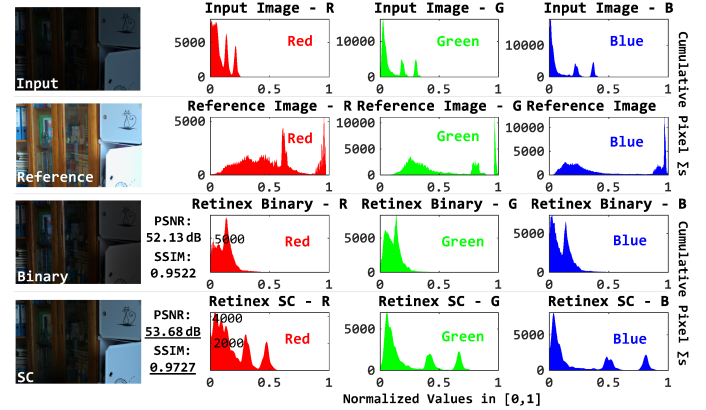 Input Image - R Input Image - G Input Image - B
Input
5000
0
Red
0 0.5 1
10000
0
Green
0 0.5 1
10000
0
Blue
0 0.5 1
Cumulative Pixel Σs
Reference Image - R Reference Image - G Reference Image
Reference
5000
0
Red
0 0.5 1
10000
5000
0
Green
0 0.5 1
10000
5000
0
Blue
0 0.5 1
Retinex Binary - R Retinex Binary - G Retinex Binary - B
Binary
PSNR:
52.13 dB
SSIM:
0.9522
5000
Red
0 0.5 1
5000
0
Green
0 0.5 1
5000
0
Blue
0 0.5 1
Cumulative Pixel Σs
Retinex SC - R Retinex SC - G Retinex SC - B
SC
PSNR:
53.68 dB
SSIM:
0.9727
4000
2000
Red
0 0.5 1
5000
0
Green
0 0.5 1
5000
0
Blue
0 0.5 1
Normalized Values in [0,1]